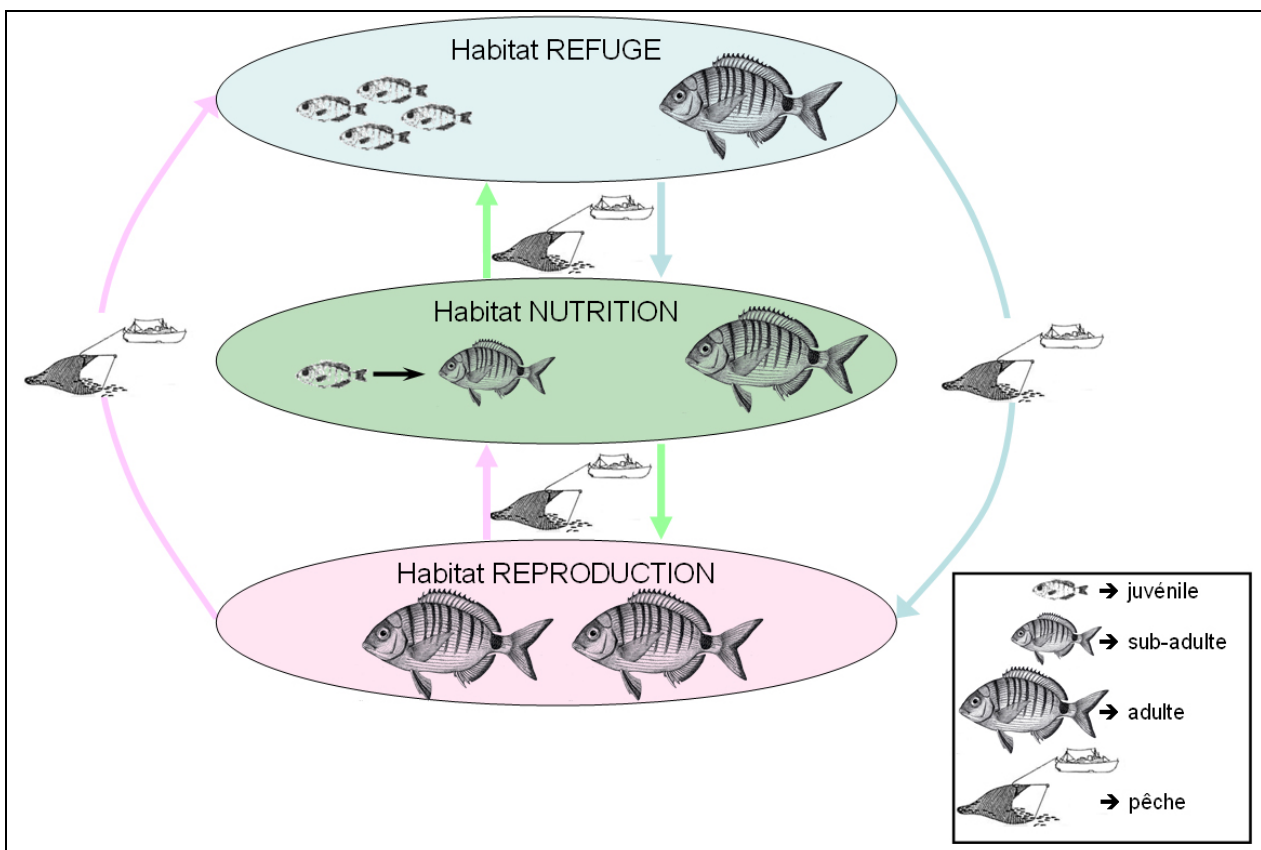 Habitat REFUGE
Habitat NUTRITION
Habitat REPRODUCTION
➔ juvénile
➔ sub-adulte
➔ adulte
➔ pêche